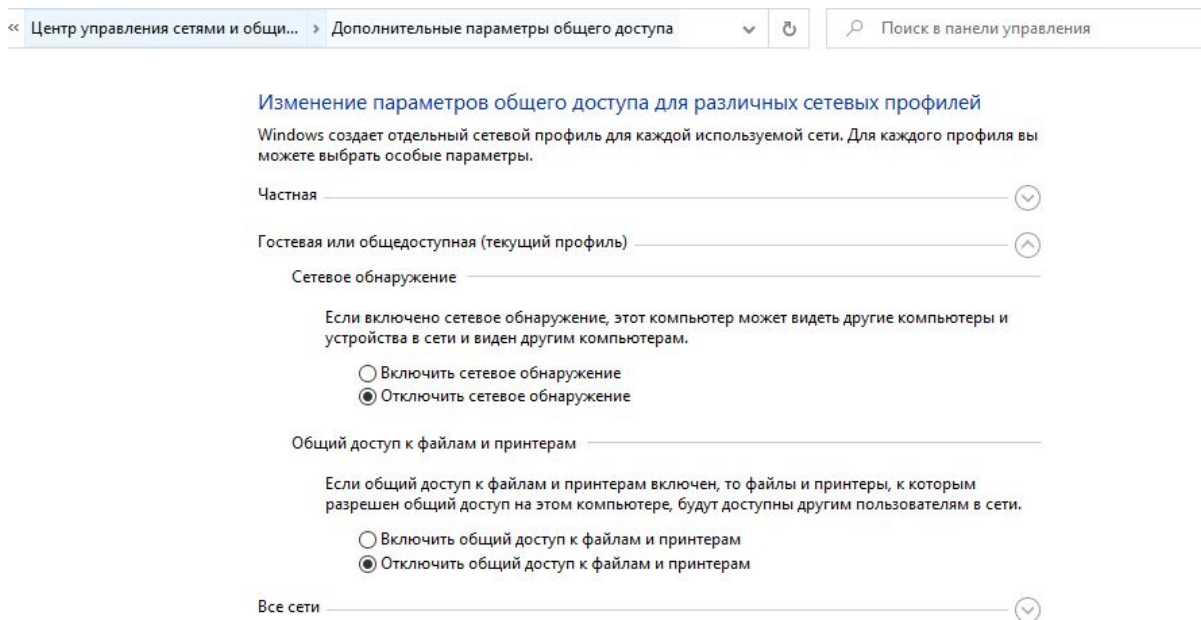 « Центр управления сетями и общи... › Дополнительные параметры общего доступа
Поиск в панели управления
Изменение параметров общего доступа для различных сетевых профилей
Windows создает отдельный сетевой профиль для каждой используемой сети. Для каждого профиля вы
можете выбрать особые параметры.
Частная
Гостевая или общедоступная (текущий профиль)
Сетевое обнаружение
Если включено сетевое обнаружение, этот компьютер может видеть другие компьютеры и
устройства в сети и виден другим компьютерам.
Включить сетевое обнаружение
Отключить сетевое обнаружение
Общий доступ к файлам и принтерам
Если общий доступ к файлам и принтерам включен, то файлы и принтеры, к которым
разрешен общий доступ на этом компьютере, будут доступны другим пользователям в сети.
Включить общий доступ к файлам и принтерам
Отключить общий доступ к файлам и принтерам
Все сети